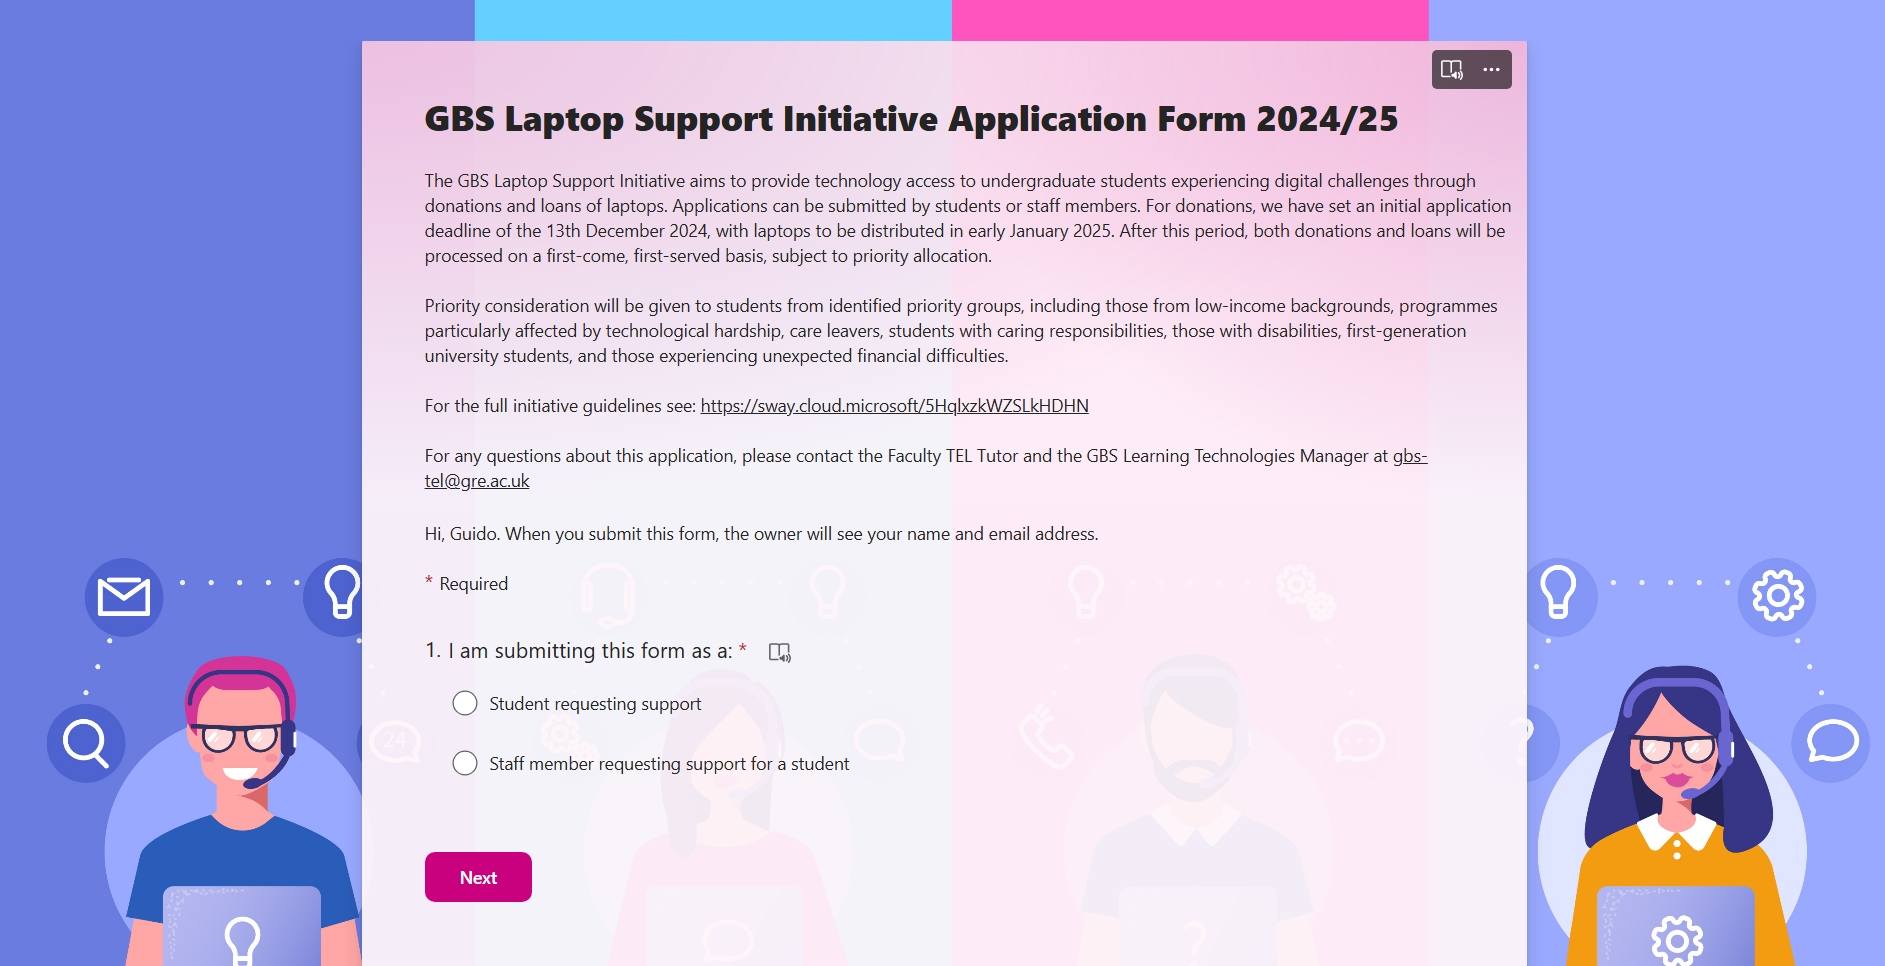 GBS Laptop Support Initiative Application Form 2024/25
The GBS Laptop Support Initiative aims to provide technology access to undergraduate students experiencing digital challenges through
donations and loans of laptops. Applications can be submitted by students or staff members. For donations, we have set an initial application
deadline of the 13th December 2024, with laptops to be distributed in early January 2025. After this period, both donations and loans will be
processed on a first-come, first-served basis, subject to priority allocation.
Priority consideration will be given to students from identified priority groups, including those from low-income backgrounds, programmes
particularly affected by technological hardship, care leavers, students with caring responsibilities, those with disabilities, first-generation
university students, and those experiencing unexpected financial difficulties.
For the full initiative guidelines see: https://sway.cloud.microsoft/5HqlxzkWZSLkHDHN
For any questions about this application, please contact the Faculty TEL Tutor and the GBS Learning Technologies Manager at gbs-
tel@gre.ac.uk
Hi, Guido. When you submit this form, the owner will see your name and email address.
* Required
1. I am submitting this form as a: *
Student requesting support
24
Staff member requesting support for a student
Next